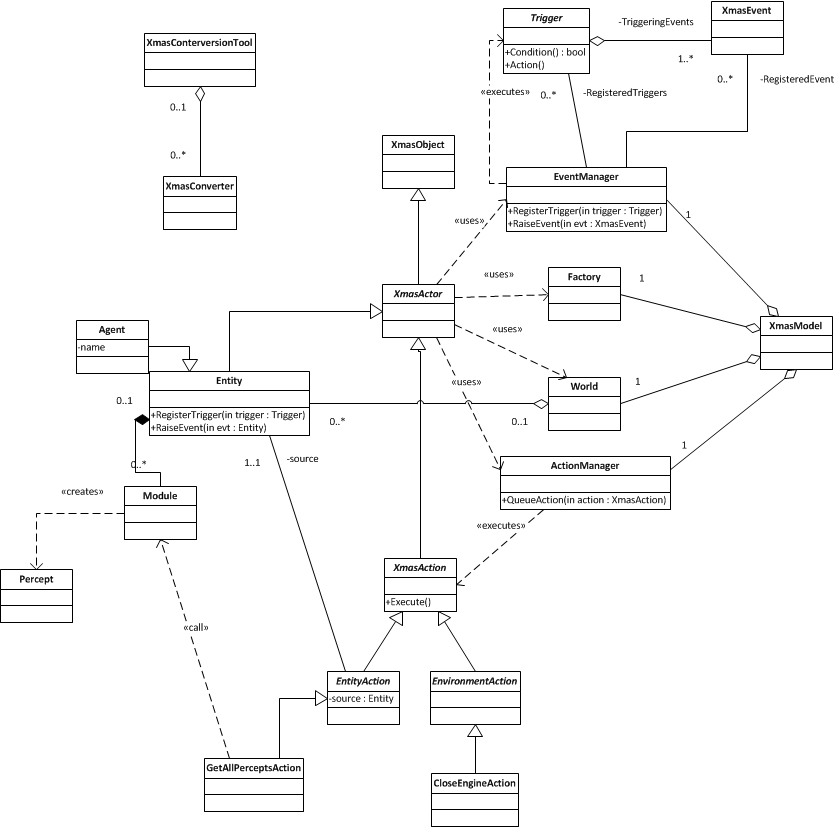 Trigger
+Condition() : bool
+Action()
-TriggeringEvents
1..*
XmasEvent
XmasConterversionTool
0..1
0..*
XmasConverter
«executes»
0..*
-RegisteredTriggers
0..*
-RegisteredEvent
XmasObject
EventManager
+RegisterTrigger(in trigger : Trigger)
+RaiseEvent(in evt : XmasEvent)
1
«uses»
XmasActor
«uses»
Factory
1
XmasModel
«uses»
Agent
-name
Entity
+RegisterTrigger(in trigger : Trigger)
+RaiseEvent(in evt : Entity)
«uses»
World
1
0..1
0..*
0..1
1
0..*
1..1
-source
ActionManager
+QueueAction(in action : XmasAction)
«creates»
Module
«executes»
Percept
XmasAction
+Execute()
«call»
EntityAction
-source : Entity
EnvironmentAction
GetAllPerceptsAction
CloseEngineAction